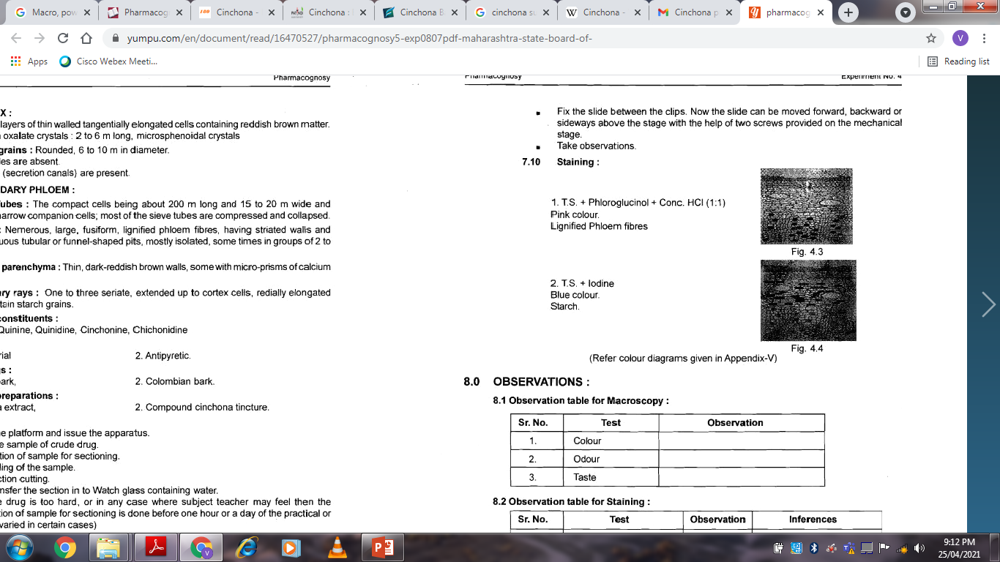 Macro, pow
Pharmacog
Cinchona -
Cinchona :
Cinchona B
cinchona su
Cinchona -
Cinchona p
pharmacog
yumpu.com/en/document/read/16470527/pharmacognosy5-exp0807pdf-maharashtra-state-board-of-
V
Apps
Cisco Webex Meeti...
Reading list
Pharmacognosy
X :
layers of thin walled tangentially elongated cells containing reddish brown matter.
oxallate crystals : 2 to 6 m long, microsphenoiidal crystals
grains : Rounded, 6 to 10 m in diameter.
es are absent.
(secretion canals) are present.
DARY PHLOEM :
ubes : The compact cells being about 200 m long and 15 to 20 m wide and
arrow companion cells; most of the sieve tubes are compressed and collapsed.
: Nemerous, large, fusiform, lignified phloem fibres, having striated walls and
uous tubular or funnel-shaped pits, mostly isolated, some times in groups of 2 to
parenchyma : Thin, dark-reddish brown walls, some with micro-prisms of calcium
ry rays : One to three seriate, extended up to cortex cells, redially elongated
tain starch grains.
constituents :
Quinine, Quinidine, Cinchonine, Chichonidine
rial 2. Antipyretic.
s :
ark, 2. Colombian bark.
reparations :
a extract, 2. Compound cinchona tincture.
e platform and issue the apparatus.
e sample of crude drug.
tion of sample for sectioning.
ling of the sample.
ction cutting.
nsfer the section in to Watch glass containing water.
e drug is too hard, or in any case where subject teacher may feel then the
ion of sample for sectioning is done before one hour or a day of the practical or
varied in certain cases)
Pharmacognosy Experiment No. 4
▪ Fix the slide between the clips. Now the slide can be moved forward, backward or
sideways above the stage with the help of two screws provided on the mechanical
stage.
▪ Take observations.
7.10 Staining :
1. T.S. + Phloroglucinol + Conc. HCl (1:1)
Pink colour.
Lignified Phloem fibres
Fig. 4.3
2. T.S. + Iodine
Blue colour.
Starch.
Fig. 4.4
(Refer colour diagrams given in Appendix-V)
8.0 OBSERVATIONS :
8.1 Observation table for Macroscopy :
Sr. No. Test Observation
1. Colour
2. Odour
3. Taste
8.2 Observation table for Staining :
Sr. No. Test Observation Inferences
9:12 PM
25/04/2021